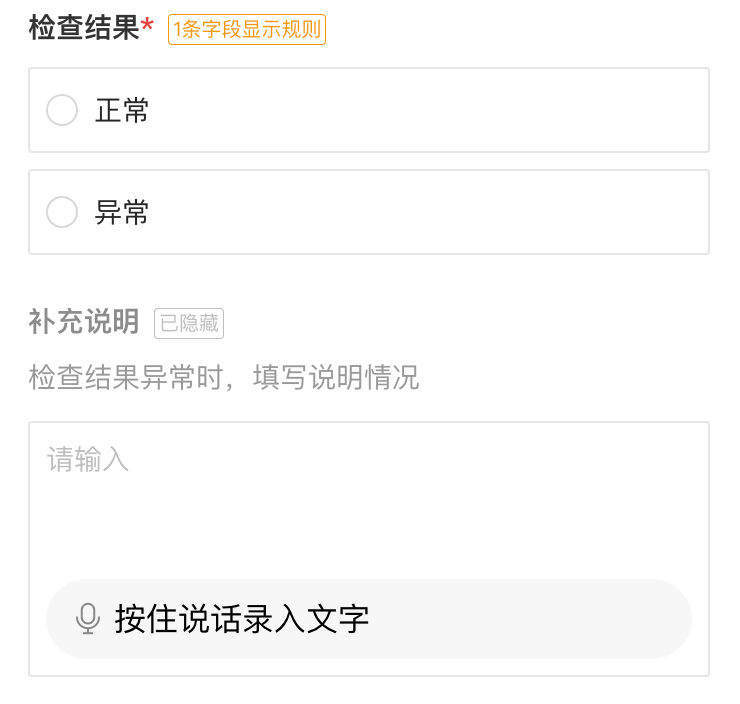 检查结果* 1条字段显示规则
正常
异常
补充说明 已隐藏
检查结果异常时，填写说明情况
请输入
按住说话录入文字